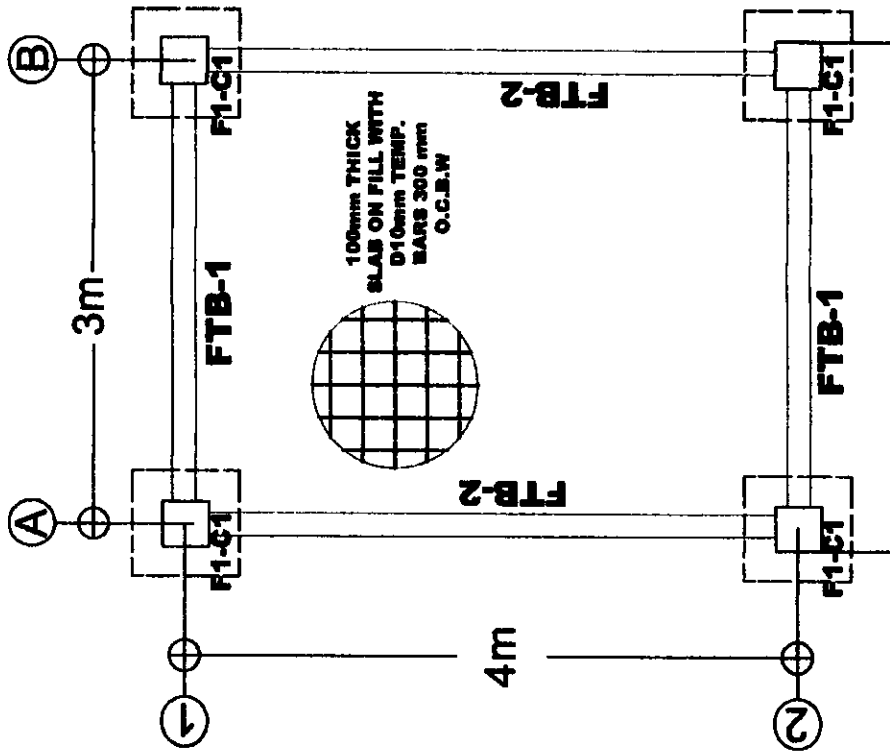 A
B
3m
F1-C1
FTB-1
F1-C1
1
100mm THICK
SLAB ON FILL WITH
D10mm TEMP.
BARS 300 mm
O.C.B.W
FTB-2
FTB-2
4m
F1-C1
FTB-1
F1-C1
2